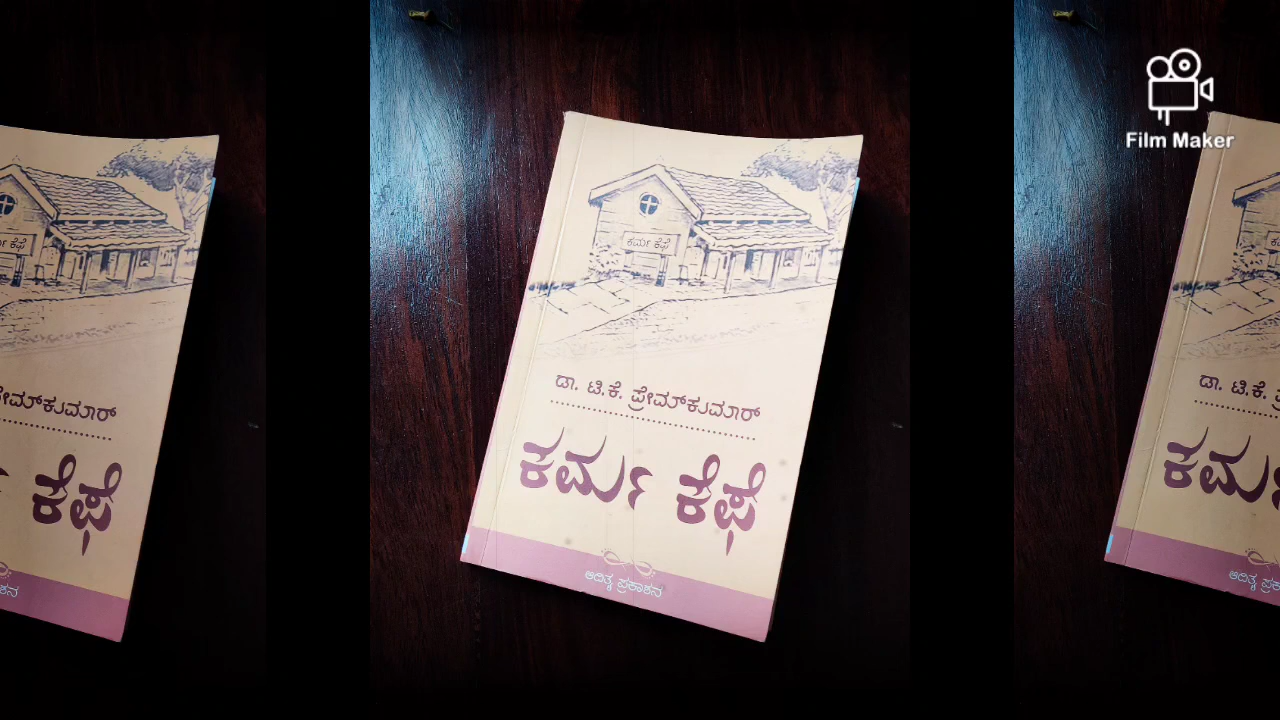 Film Maker
ಕರ್ಮ ಕೆಫೆ
ಡಾ. ಟಿ.ಕೆ. ಪ್ರೇಮ್‌ಕುಮಾರ್
ಕರ್ಮ ಕೆಫೆ
ಆದಿತ್ಯ ಪ್ರಕಾಶನ